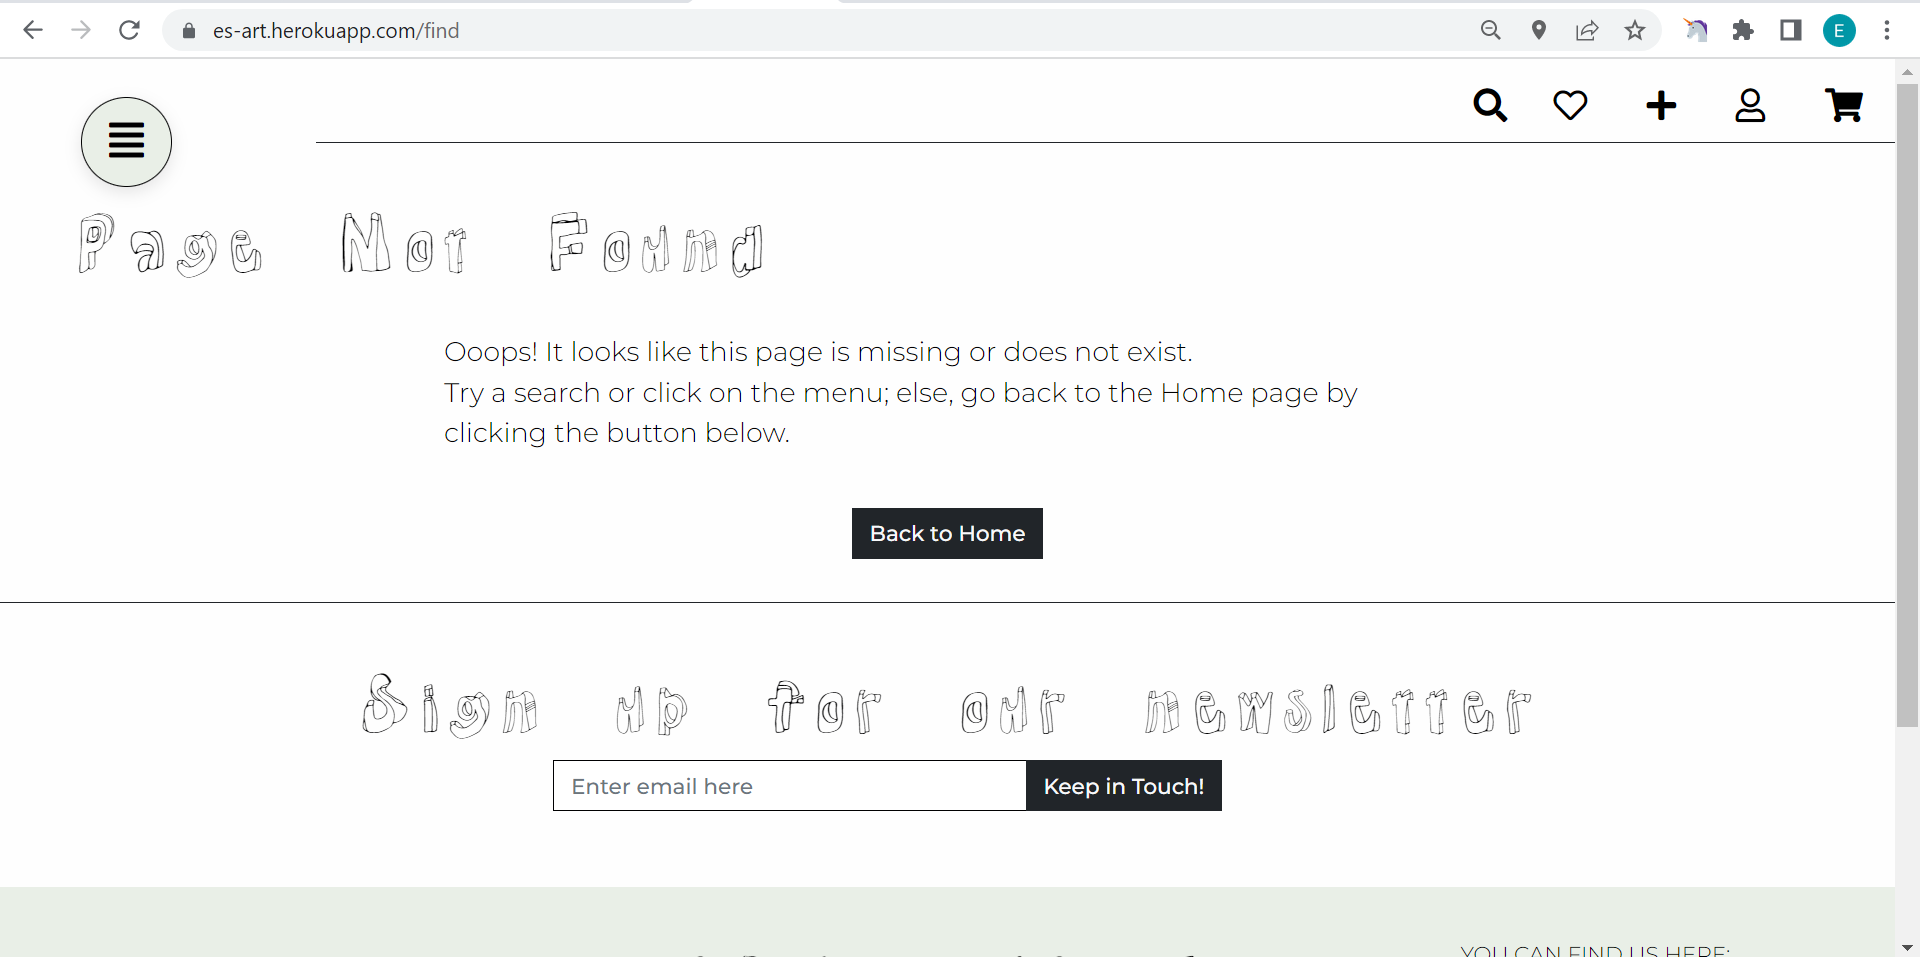 es-art.herokuapp.com/find
E
Page Not Found
Ooops! It looks like this page is missing or does not exist.
Try a search or click on the menu; else, go back to the Home page by
clicking the button below.
Back to Home
Sign up for our newsletter
Enter email here
Keep in Touch!
YOU CAN FIND US HERE: